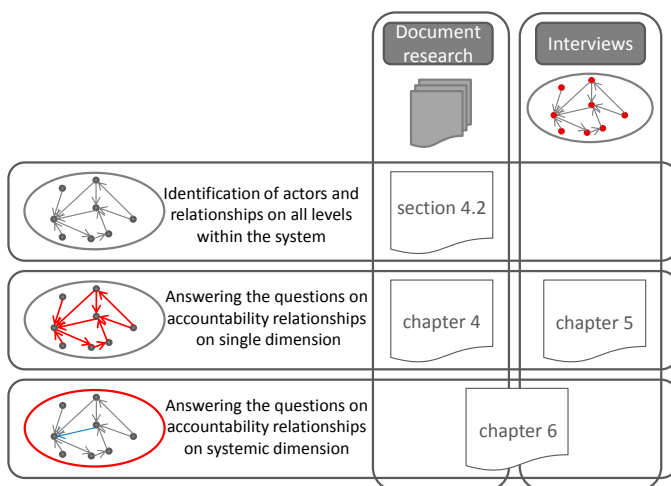 Document
research
Interviews
Identification of actors and
relationships on all levels
within the system
section 4.2
Answering the questions on
accountability relationships
on single dimension
chapter 4
chapter 5
Answering the questions on
accountability relationships
on systemic dimension
chapter 6